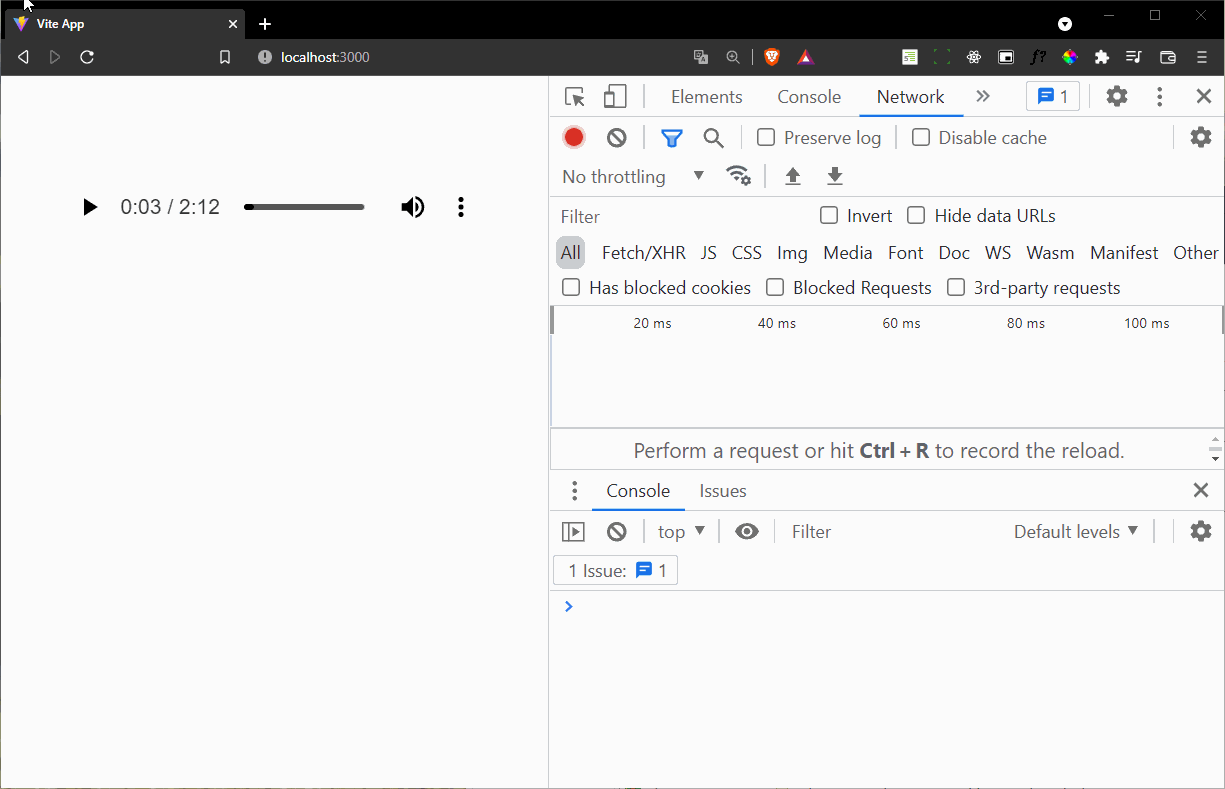 Vite App
localhost:3000
Elements Console Network 1
Preserve log Disable cache
No throttling
0:03 / 2:12
Filter Invert Hide data URLs
All Fetch/XHR JS CSS Img Media Font Doc WS Wasm Manifest Other
Has blocked cookies Blocked Requests 3rd-party requests
20 ms 40 ms 60 ms 80 ms 100 ms
Perform a request or hit Ctrl + R to record the reload.
Console Issues
top Filter Default levels
1 Issue: 1